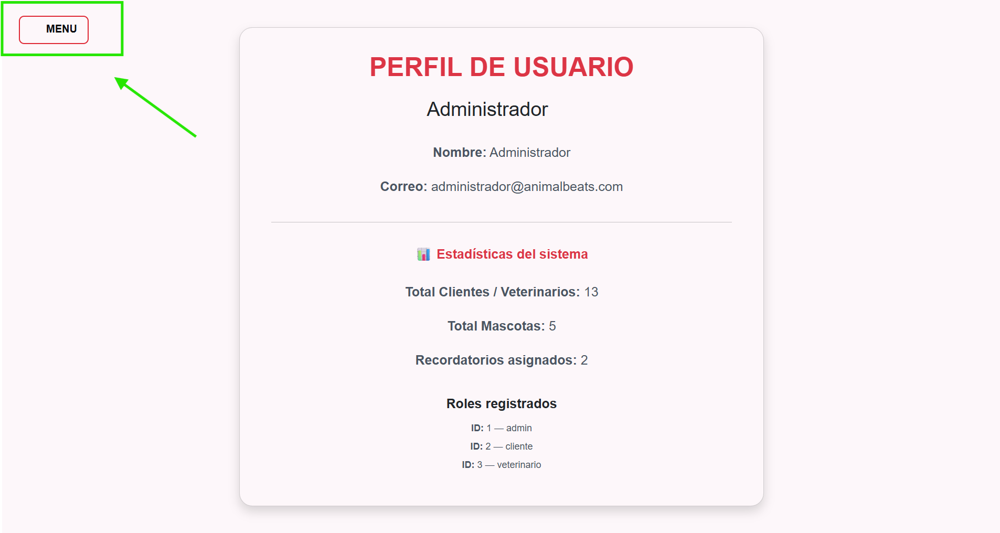 MENU
PERFIL DE USUARIO
Administrador
Nombre: Administrador
Correo: administrador@animalbeats.com
Estadísticas del sistema
Total Clientes / Veterinarios: 13
Total Mascotas: 5
Recordatorios asignados: 2
Roles registrados
ID: 1 — admin
ID: 2 — cliente
ID: 3 — veterinario